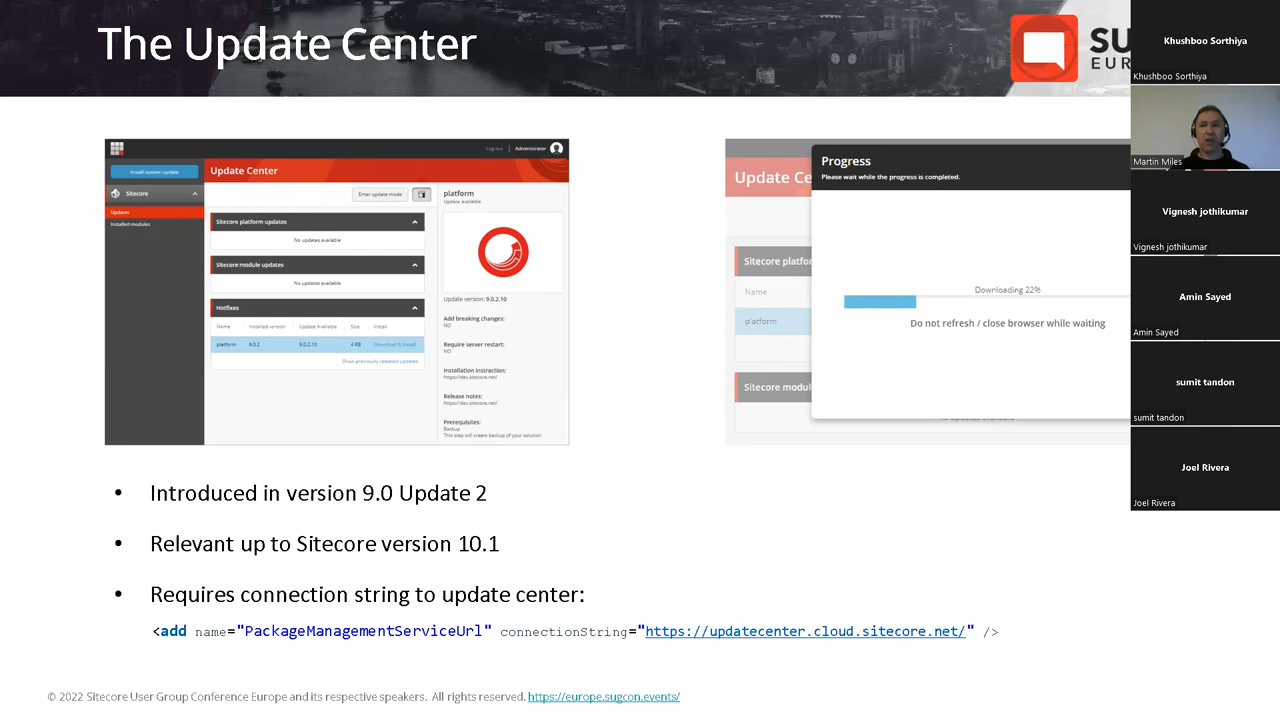 The Update Center
SU
EUR
Khushboo Sorthiya
Khushboo Sorthiya
Martin Miles
Vignesh jothikumar
Vignesh jothikumar
Amin Sayed
Amin Sayed
sumit tandon
sumit tandon
Joel Rivera
Joel Rivera
Log out | Administrator
Install custom update
Update Center
Sitecore
Updates
Installed modules
Enter update mode
Sitecore platform updates
No updates available
Sitecore module updates
No updates available
Hotfixes
Name Installed version Update Available Size Install
platform 9.0.2 9.0.2.10 4 KB Download & Install
Show previously released updates
platform
Update available
Update version: 9.0.2.10
Add breaking changes:
NO
Require server restart:
NO
Installation instraction:
https://dev.sitecore.net/
Release notes:
https://dev.sitecore.net/
Prerequisites:
Backup
This step will create backup of your solution
Update Ce
Sitecore platfor
Name
platform
Sitecore modul
Progress
Please wait while the progress is completed.
Downloading 22%
Do not refresh / close browser while waiting
• Introduced in version 9.0 Update 2
• Relevant up to Sitecore version 10.1
• Requires connection string to update center:
<add name="PackageManagementServiceUrl" connectionString="https://updatecenter.cloud.sitecore.net/" />
© 2022 Sitecore User Group Conference Europe and its respective speakers. All rights reserved. https://europe.sugcon.events/